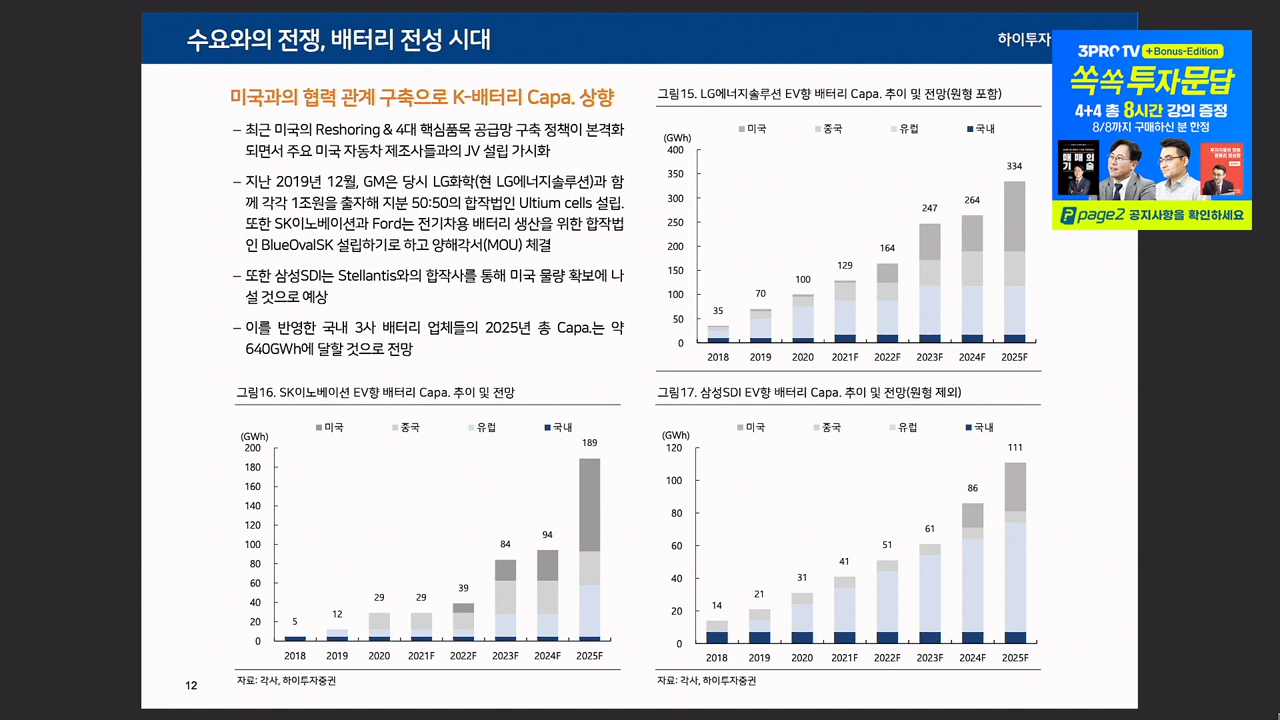 수요와의 전쟁, 배터리 전성 시대
하이투자
3PROTV +Bonus-Edition
쏙쏙 투자문답
4+4 총 8시간 강의 증정
8/8까지 구매하신 분 한정
매매의
기술
page2 공지사항을 확인하세요
미국과의 협력 관계 구축으로 K-배터리 Capa. 상향
– 최근 미국의 Reshoring & 4대 핵심품목 공급망 구축 정책이 본격화
되면서 주요 미국 자동차 제조사들과의 JV 설립 가시화
– 지난 2019년 12월, GM은 당시 LG화학(현 LG에너지솔루션)과 함
께 각각 1조원을 출자해 지분 50:50의 합작법인 Ultium cells 설립.
또한 SK이노베이션과 Ford는 전기차용 배터리 생산을 위한 합작법
인 BlueOvalSK 설립하기로 하고 양해각서(MOU) 체결
– 또한 삼성SDI는 Stellantis와의 합작사를 통해 미국 물량 확보에 나
설 것으로 예상
– 이를 반영한 국내 3사 배터리 업체들의 2025년 총 Capa.는 약
640GWh에 달할 것으로 전망
그림15. LG에너지솔루션 EV향 배터리 Capa. 추이 및 전망(원형 포함)
(GWh)
미국 중국 유럽 국내
400
350
300
250
200
150
100
50
0
35 70 100 129 164 247 264 334
2018 2019 2020 2021F 2022F 2023F 2024F 2025F
그림16. SK이노베이션 EV향 배터리 Capa. 추이 및 전망
(GWh)
미국 중국 유럽 국내
200
180
160
140
120
100
80
60
40
20
0
5 12 29 29 39 84 94 189
2018 2019 2020 2021F 2022F 2023F 2024F 2025F
자료: 각사, 하이투자증권
그림17. 삼성SDI EV향 배터리 Capa. 추이 및 전망(원형 제외)
(GWh)
미국 중국 유럽 국내
120
100
80
60
40
20
0
14 21 31 41 51 61 86 111
2018 2019 2020 2021F 2022F 2023F 2024F 2025F
자료: 각사, 하이투자증권
12